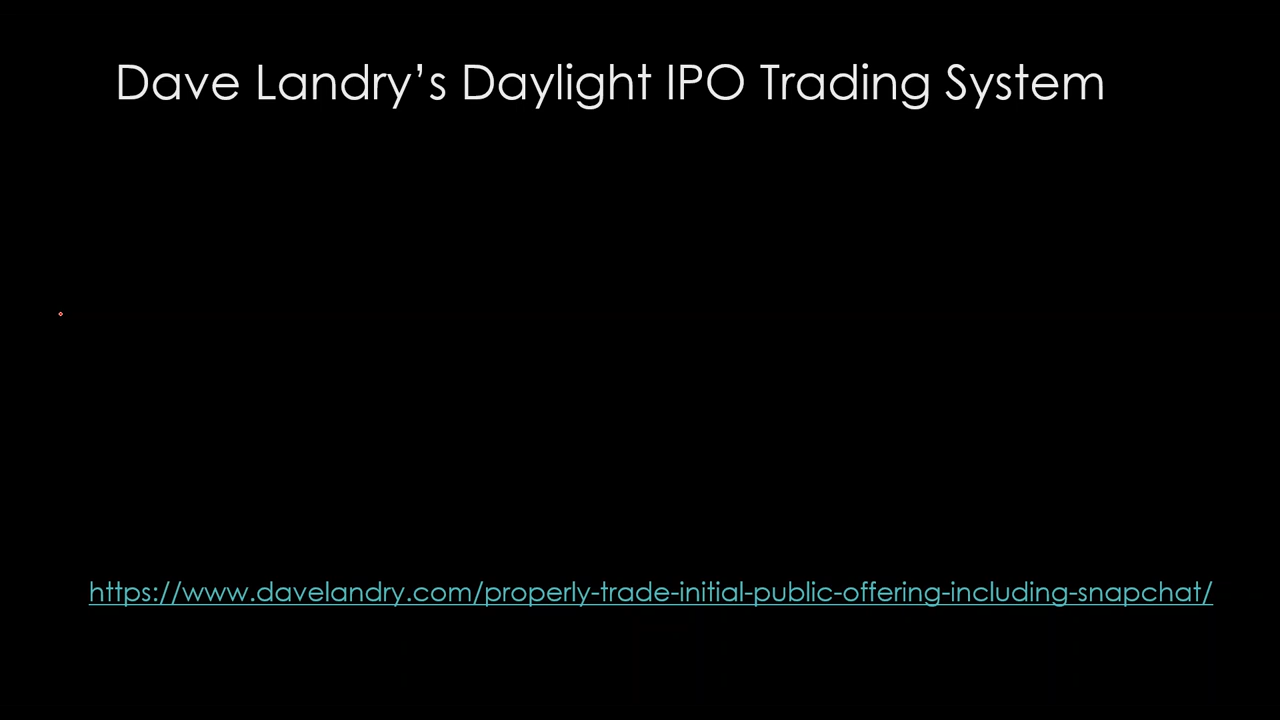 Dave Landry’s Daylight IPO Trading System
https://www.davelandry.com/properly-trade-initial-public-offering-including-snapchat/